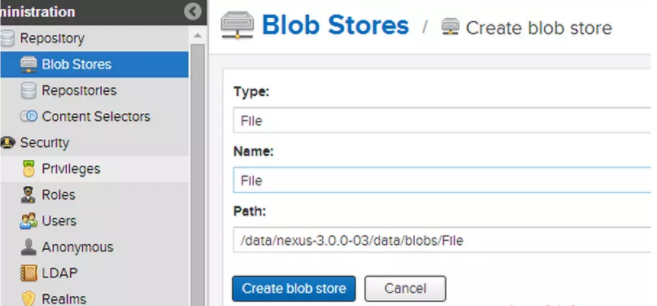 ministration
Repository
Blob Stores
Repositories
Content Selectors
Security
Privileges
Roles
Users
Anonymous
LDAP
Realms
Blob Stores / Create blob store
Type:
File
Name:
File
Path:
/data/nexus-3.0.0-03/data/blobs/File
Create blob store
Cancel